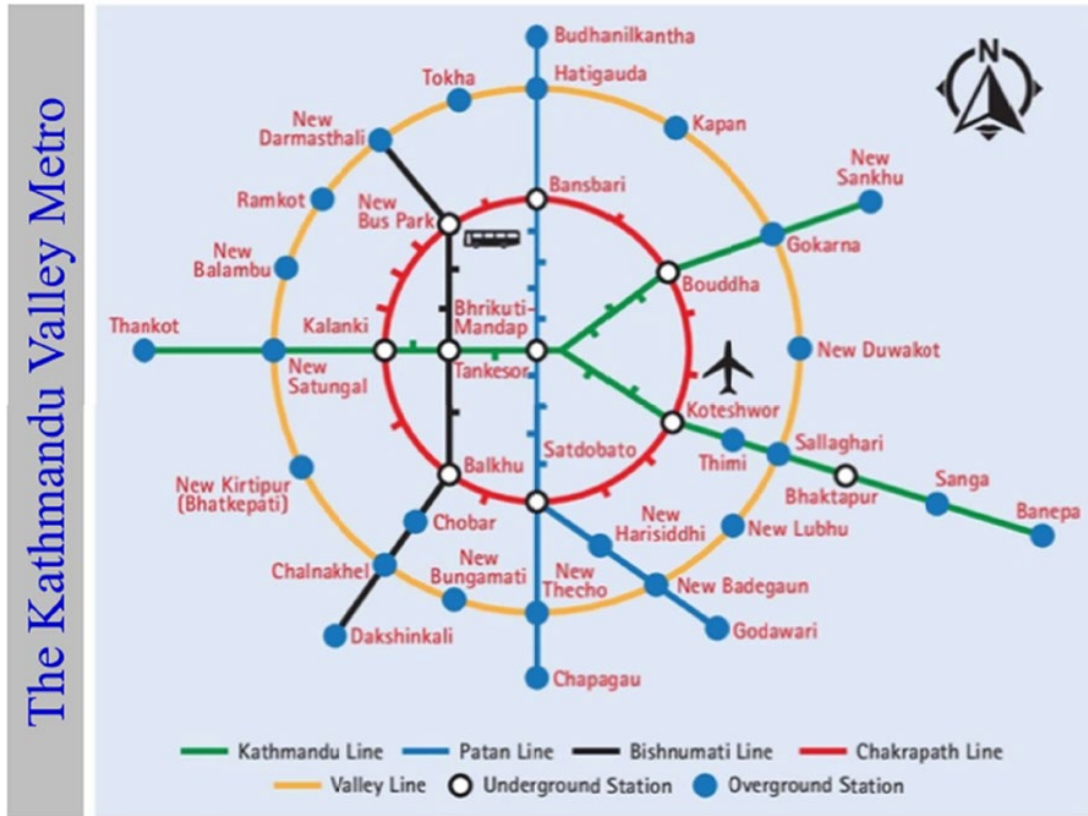 The Kathmandu Valley Metro
N
Budhanilkantha
Hatigauda
Tokha
New
Darmasthali
Kapan
New
Sankhu
Ramkot
New
Bus Park
Bansbari
Gokarna
New
Balambu
Bouddha
Thankot
Kalanki
Bhrikuti-
Mandap
New Duwakot
New
Satungal
Tankesor
Koteshwor
Satdobato
Sallaghari
Thimi
Balkhu
Bhaktapur
Sanga
Banepa
New Kirtipur
(Bhatkepati)
Chobar
New
Harisiddhi
New Lubhu
Chalnakhel
New
Bungamati
New
Thecho
New Badegaun
Dakshinkali
Godawari
Chapagau
Kathmandu Line
Patan Line
Bishnumati Line
Chakrapath Line
Valley Line
Underground Station
Overground Station